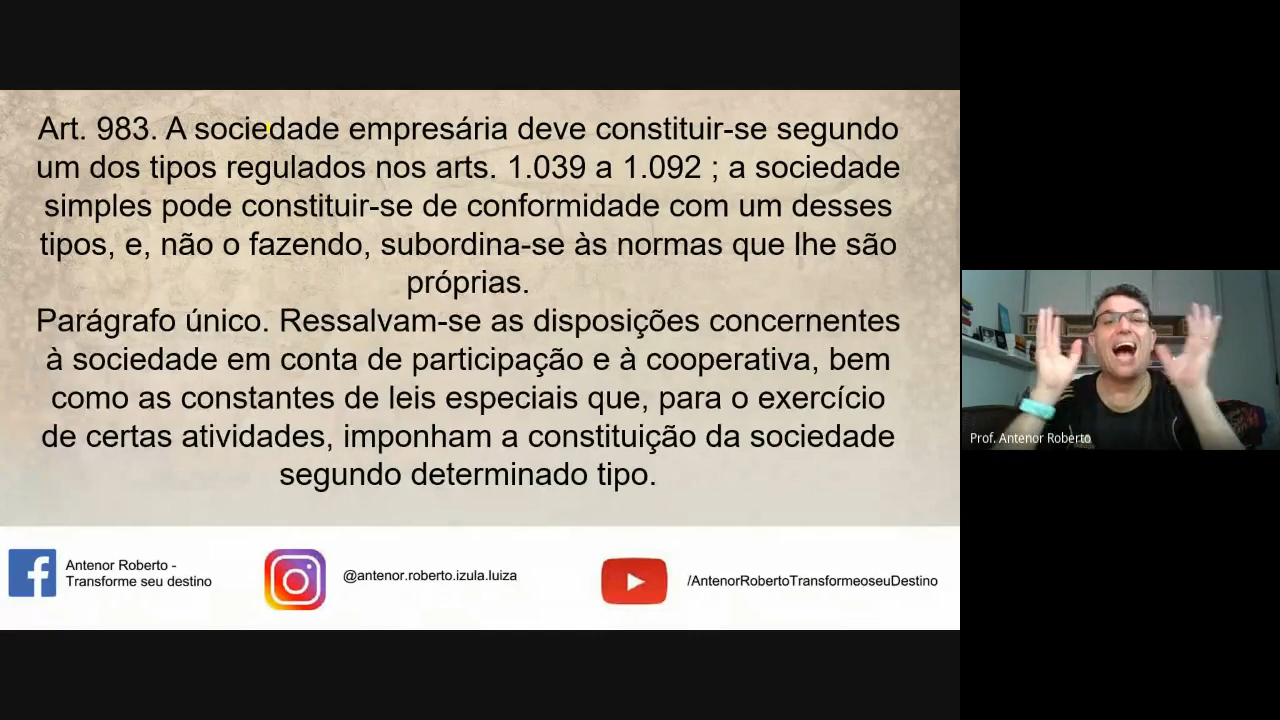 Art. 983. A sociedade empresária deve constituir-se segundo
um dos tipos regulados nos arts. 1.039 a 1.092 ; a sociedade
simples pode constituir-se de conformidade com um desses
tipos, e, não o fazendo, subordina-se às normas que lhe são
próprias.
Parágrafo único. Ressalvam-se as disposições concernentes
à sociedade em conta de participação e à cooperativa, bem
como as constantes de leis especiais que, para o exercício
de certas atividades, imponham a constituição da sociedade
segundo determinado tipo.
Antenor Roberto -
Transforme seu destino
@antenor.roberto.izula.luiza
/AntenorRobertoTransformeoseuDestino
Prof. Antenor Roberto